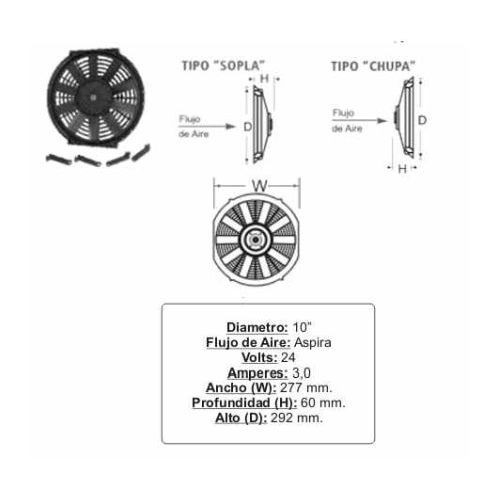 TIPO "SOPLA"
H
Flujo
de Aire
D
TIPO "CHUPA"
Flujo
de Aire
D
H
W
Diametro: 10"
Flujo de Aire: Aspira
Volts: 24
Amperes: 3,0
Ancho (W): 277 mm.
Profundidad (H): 60 mm.
Alto (D): 292 mm.